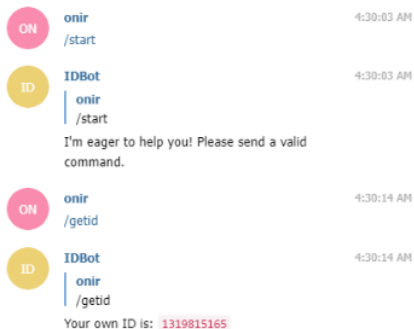 ON
onir
4:30:03 AM
/start
ID
IDBot
4:30:03 AM
onir
/start
I'm eager to help you! Please send a valid
command.
ON
onir
4:30:14 AM
/getid
ID
IDBot
4:30:14 AM
onir
/getid
Your own ID is: 1319815165